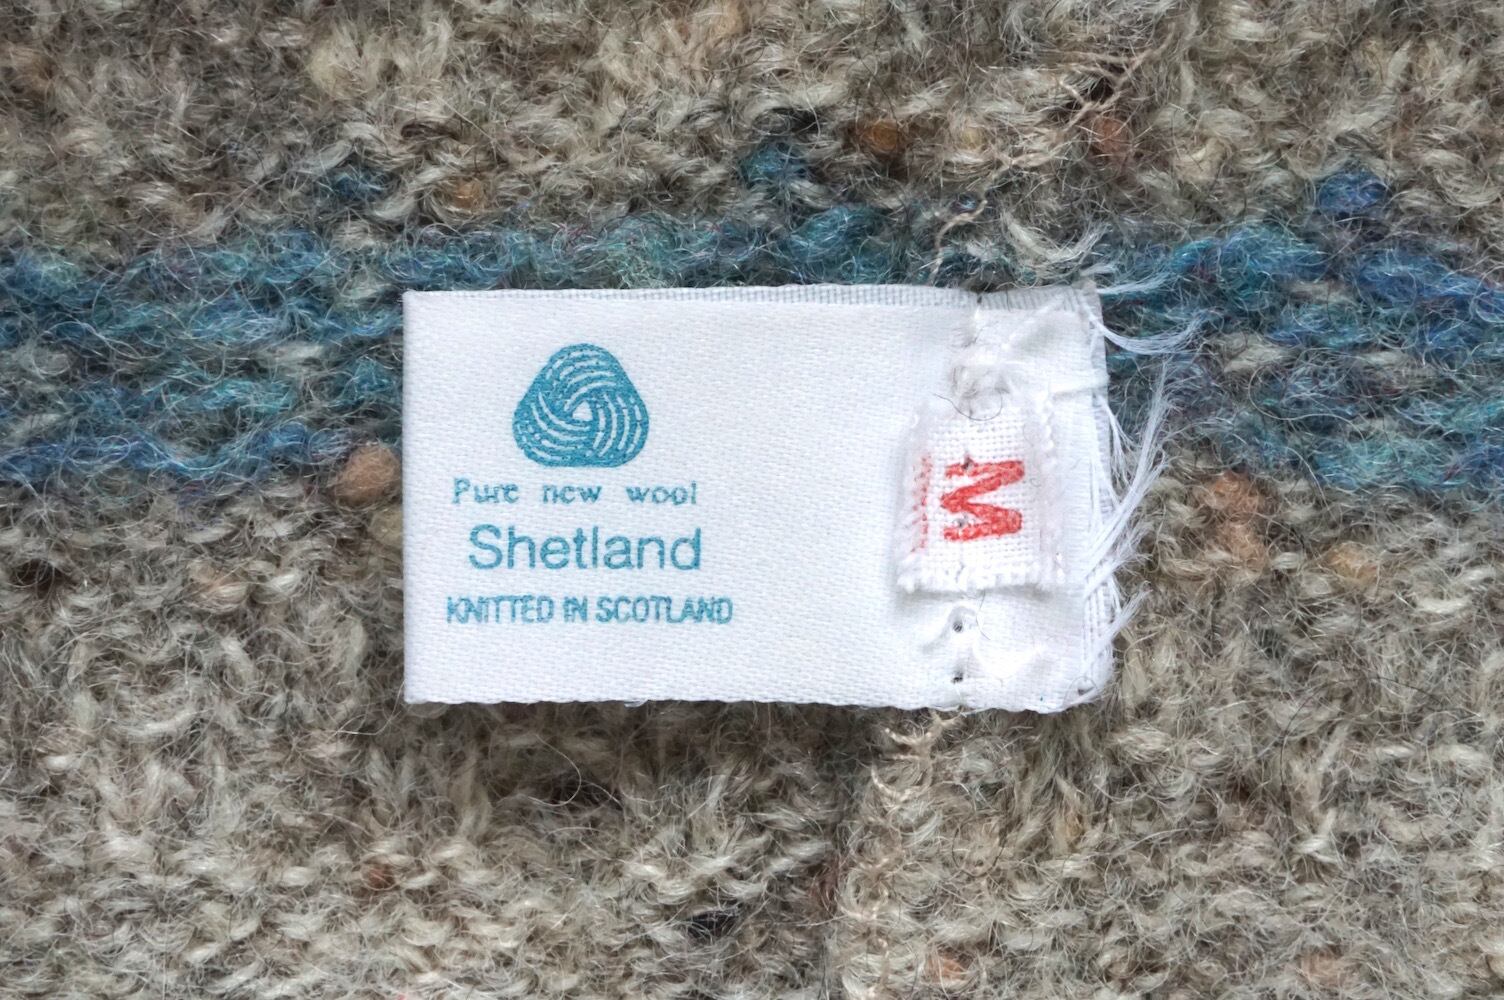 Pure new wool
Shetland
KNITTED IN SCOTLAND
M